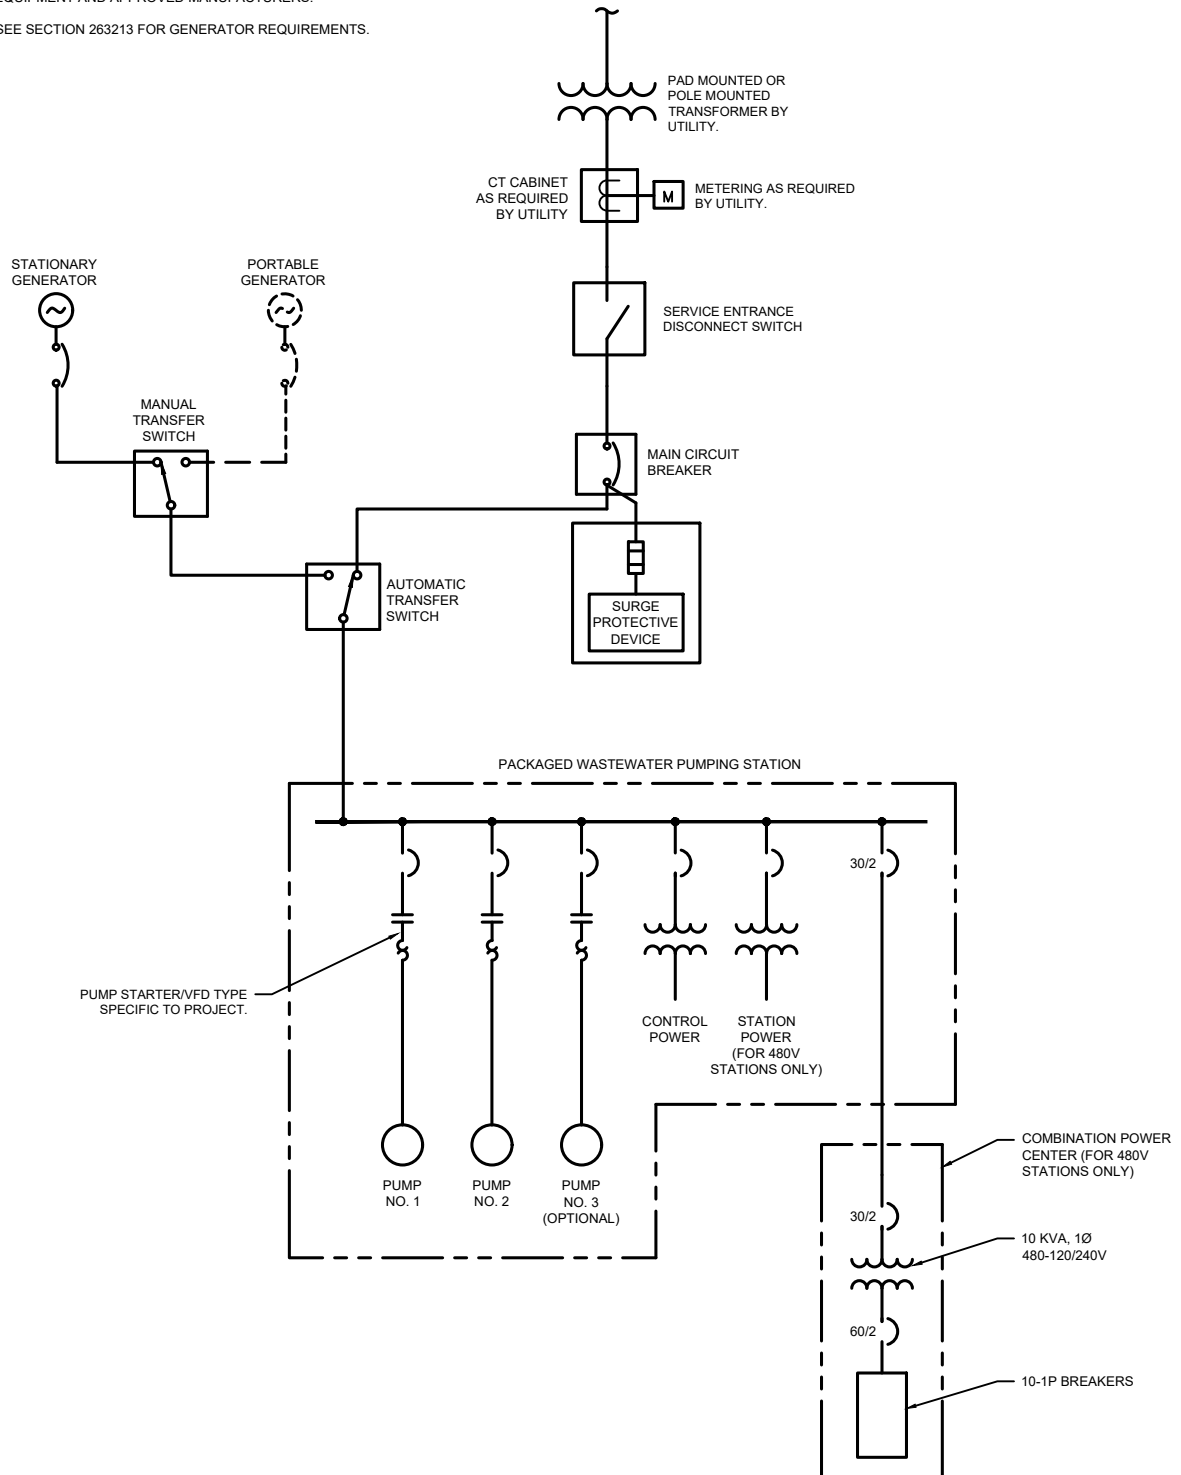 EQUIPMENT AND APPROVED MANUFACTURERS.
SEE SECTION 263213 FOR GENERATOR REQUIREMENTS.
PAD MOUNTED OR
POLE MOUNTED
TRANSFORMER BY
UTILITY.
CT CABINET
AS REQUIRED
BY UTILITY
M
METERING AS REQUIRED
BY UTILITY.
STATIONARY
GENERATOR
PORTABLE
GENERATOR
SERVICE ENTRANCE
DISCONNECT SWITCH
MANUAL
TRANSFER
SWITCH
MAIN CIRCUIT
BREAKER
AUTOMATIC
TRANSFER
SWITCH
SURGE
PROTECTIVE
DEVICE
PACKAGED WASTEWATER PUMPING STATION
30/2
PUMP STARTER/VFD TYPE
SPECIFIC TO PROJECT.
CONTROL
POWER
STATION
POWER
(FOR 480V
STATIONS ONLY)
PUMP
NO. 1
PUMP
NO. 2
PUMP
NO. 3
(OPTIONAL)
COMBINATION POWER
CENTER (FOR 480V
STATIONS ONLY)
30/2
10 KVA, 1Ø
480-120/240V
60/2
10-1P BREAKERS